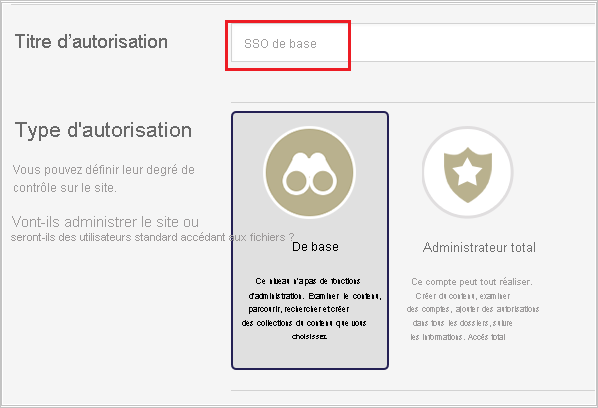 Titre d'autorisation
SSO de base
Type d'autorisation
Vous pouvez définir leur degré de
contrôle sur le site.
Vont-ils administrer le site ou
seront-ils des utilisateurs standard accédant aux fichiers ?
De base
Ce niveau n'a pas de fonctions
d'administration. Examiner le contenu,
parcourir, rechercher et créer
des collections du contenu que vous
choisissez.
Administrateur total
Ce compte peut tout réaliser.
Créer du contenu, examiner
des comptes, ajouter des autorisations
dans tous les dossiers, suivre
les informations. Accès total